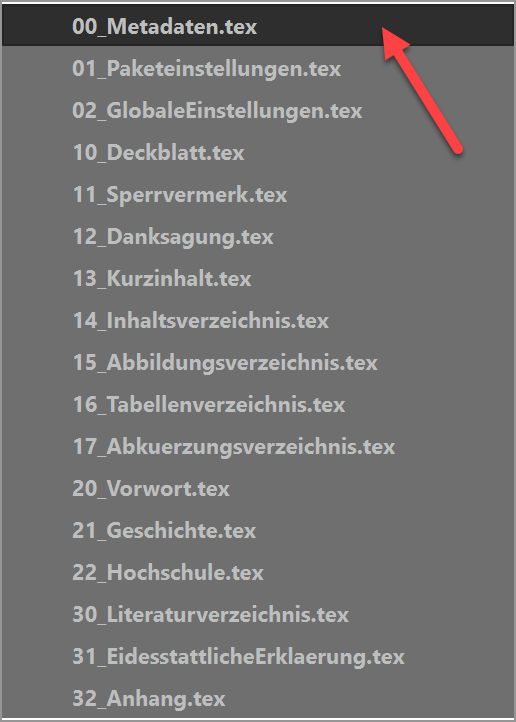 00_Metadaten.tex
01_Paketeinstellungen.tex
02_GlobaleEinstellungen.tex
10_Deckblatt.tex
11_Sperrvermerk.tex
12_Danksagung.tex
13_Kurzinhalt.tex
14_Inhaltsverzeichnis.tex
15_Abbildungsverzeichnis.tex
16_Tabellenverzeichnis.tex
17_Abkuerzungsverzeichnis.tex
20_Vorwort.tex
21_Geschichte.tex
22_Hochschule.tex
30_Literaturverzeichnis.tex
31_EidesstattlicheErklaerung.tex
32_Anhang.tex